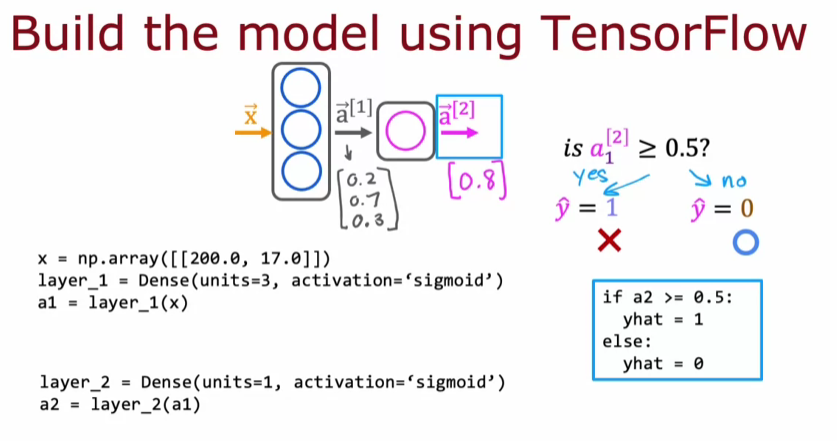 Build the model using TensorFlow
x⃗
a⃗[1]
a⃗[2]
[0.2
0.7
0.3]
[0.8]
is a₁[2] ≥ 0.5?
yes
no
ŷ = 1
ŷ = 0
x = np.array([[200.0, 17.0]])
layer_1 = Dense(units=3, activation=‘sigmoid’)
a1 = layer_1(x)
layer_2 = Dense(units=1, activation=‘sigmoid’)
a2 = layer_2(a1)
if a2 >= 0.5:
yhat = 1
else:
yhat = 0